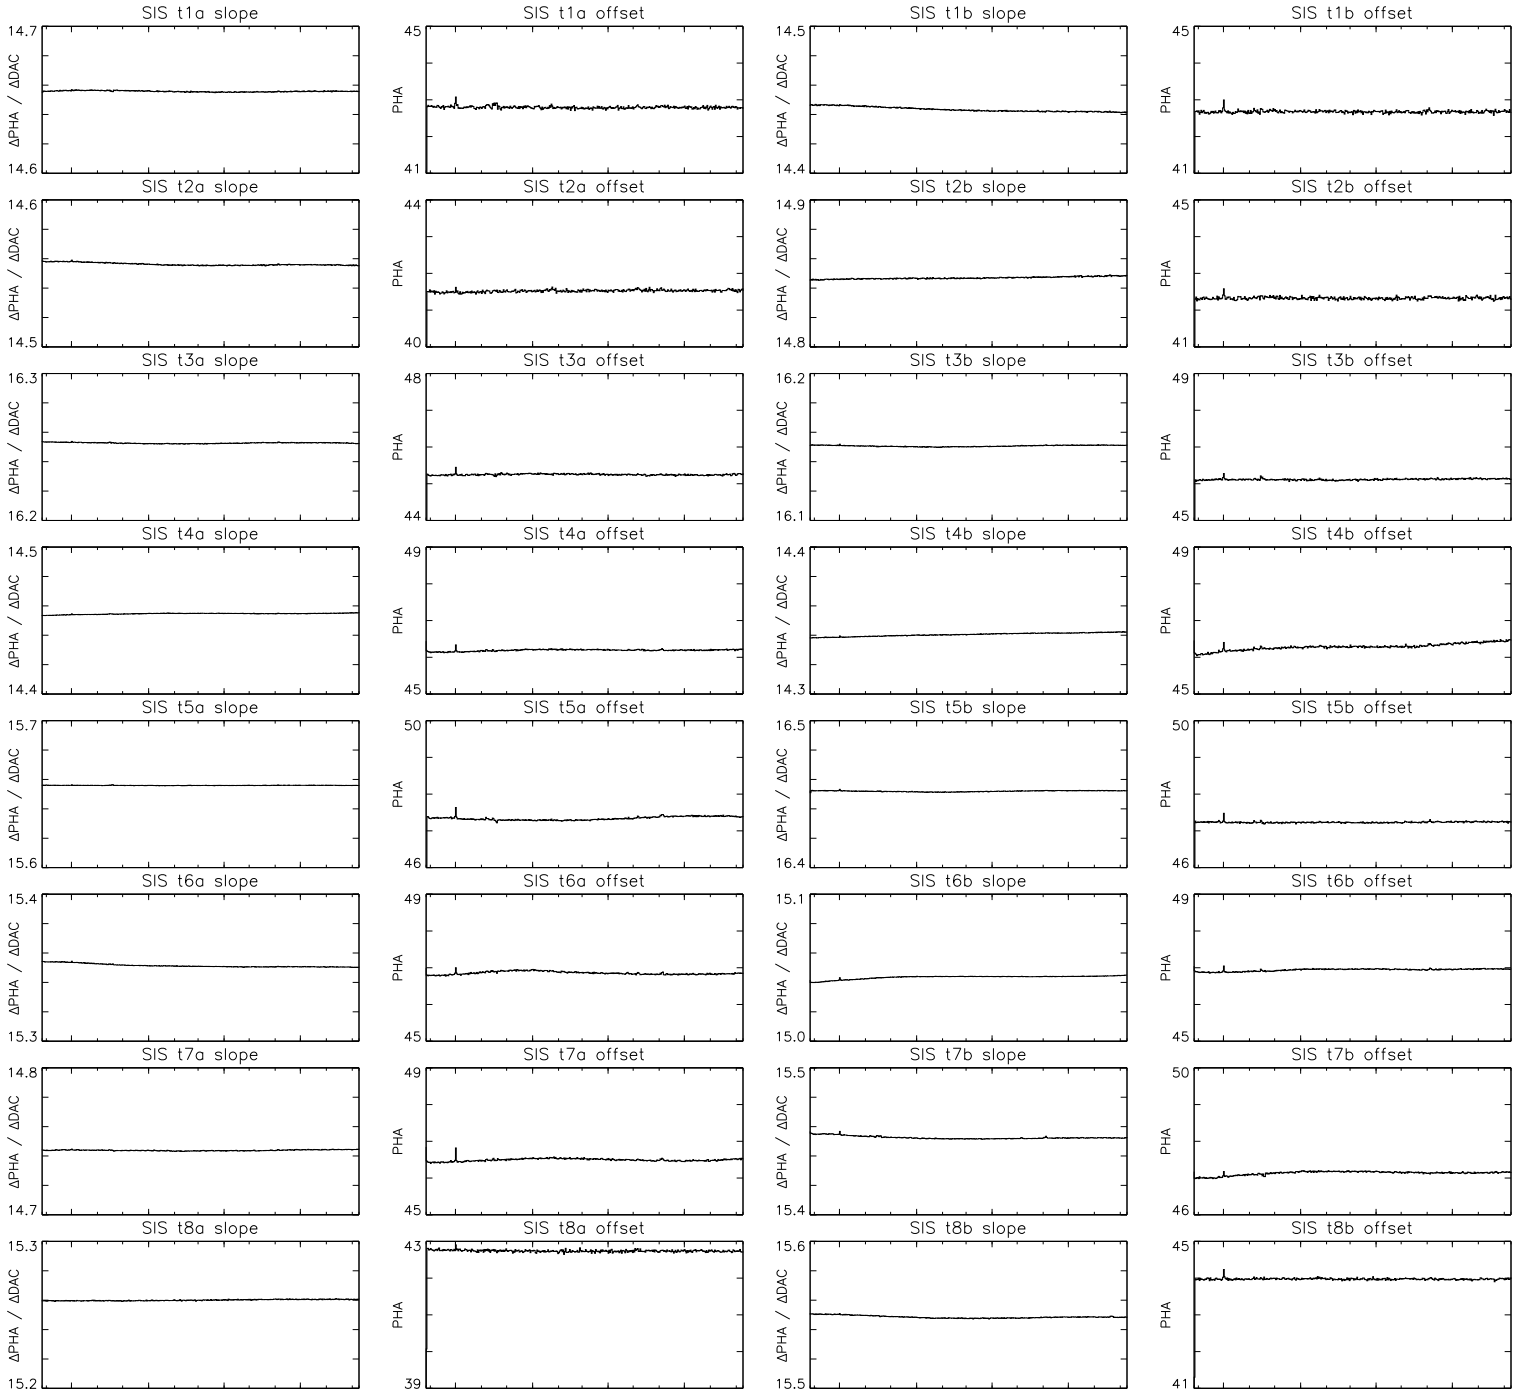 SIS t1a slope
SIS t1a offset
SIS t1b slope
SIS t1b offset
14.7
14.6
ΔPHA / ΔDAC
45
41
PHA
14.5
14.4
ΔPHA / ΔDAC
45
41
PHA
SIS t2a slope
SIS t2a offset
SIS t2b slope
SIS t2b offset
14.6
14.5
ΔPHA / ΔDAC
44
40
PHA
14.9
14.8
ΔPHA / ΔDAC
45
41
PHA
SIS t3a slope
SIS t3a offset
SIS t3b slope
SIS t3b offset
16.3
16.2
ΔPHA / ΔDAC
48
44
PHA
16.2
16.1
ΔPHA / ΔDAC
49
45
PHA
SIS t4a slope
SIS t4a offset
SIS t4b slope
SIS t4b offset
14.5
14.4
ΔPHA / ΔDAC
49
45
PHA
14.4
14.3
ΔPHA / ΔDAC
49
45
PHA
SIS t5a slope
SIS t5a offset
SIS t5b slope
SIS t5b offset
15.7
15.6
ΔPHA / ΔDAC
50
46
PHA
16.5
16.4
ΔPHA / ΔDAC
50
46
PHA
SIS t6a slope
SIS t6a offset
SIS t6b slope
SIS t6b offset
15.4
15.3
ΔPHA / ΔDAC
49
45
PHA
15.1
15.0
ΔPHA / ΔDAC
49
45
PHA
SIS t7a slope
SIS t7a offset
SIS t7b slope
SIS t7b offset
14.8
14.7
ΔPHA / ΔDAC
49
45
PHA
15.5
15.4
ΔPHA / ΔDAC
50
46
PHA
SIS t8a slope
SIS t8a offset
SIS t8b slope
SIS t8b offset
15.3
15.2
ΔPHA / ΔDAC
43
39
PHA
15.6
15.5
ΔPHA / ΔDAC
45
41
PHA